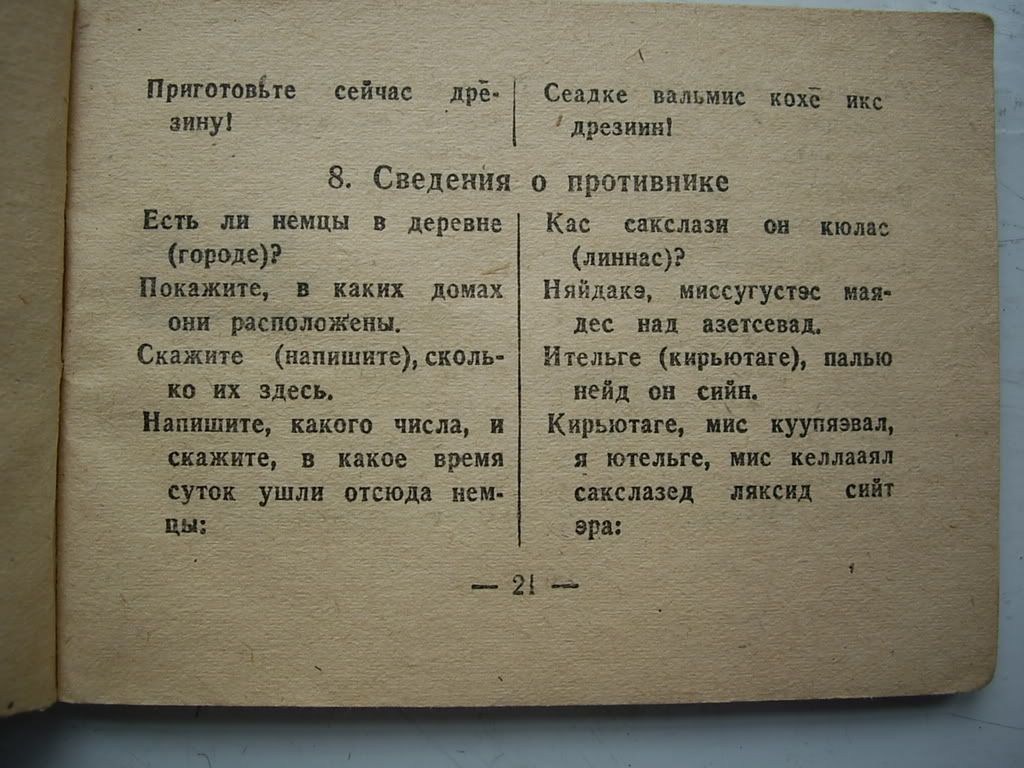 Приготовьте сейчас дре-
зину!
Сеадке вальмис кохе икс
дрезиин!
8. Сведения о противнике
Есть ли немцы в деревне
(городе)?
Покажите, в каких домах
они расположены.
Скажите (напишите), сколь-
ко их здесь.
Напишите, какого числа, и
скажите, в какое время
суток ушли отсюда нем-
цы:
Кас сакслази он кюлас
(линнас)?
Няйдакэ, миссугустэс мая-
дес над азетсевад.
Ительге (кирьютаге), палью
нейд он сийн.
Кирьютаге, мис куупяэвал,
я ютельге, мис келлааял
сакслазед ляксид сийт
эра:
— 21 —